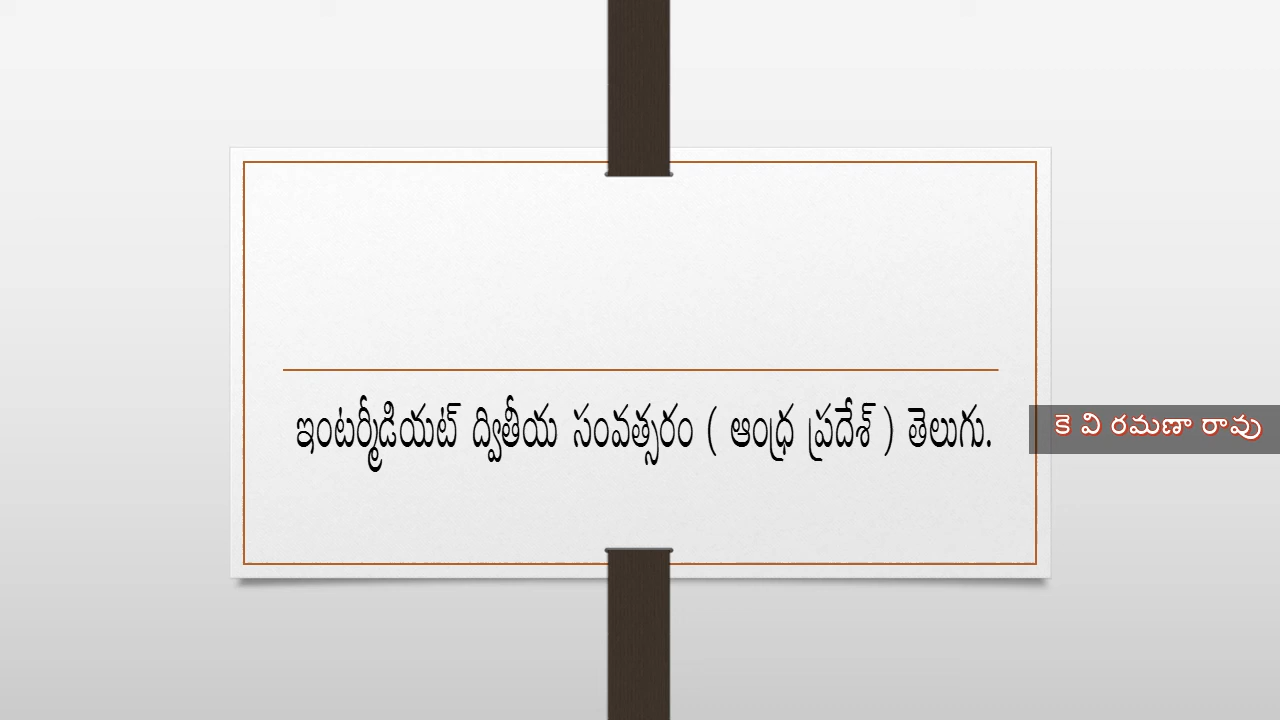 ఇంటర్మీడియట్ ద్వితీయ సంవత్సరం ( ఆంధ్ర ప్రదేశ్ ) తెలుగు.
కె వి రమణా రావు